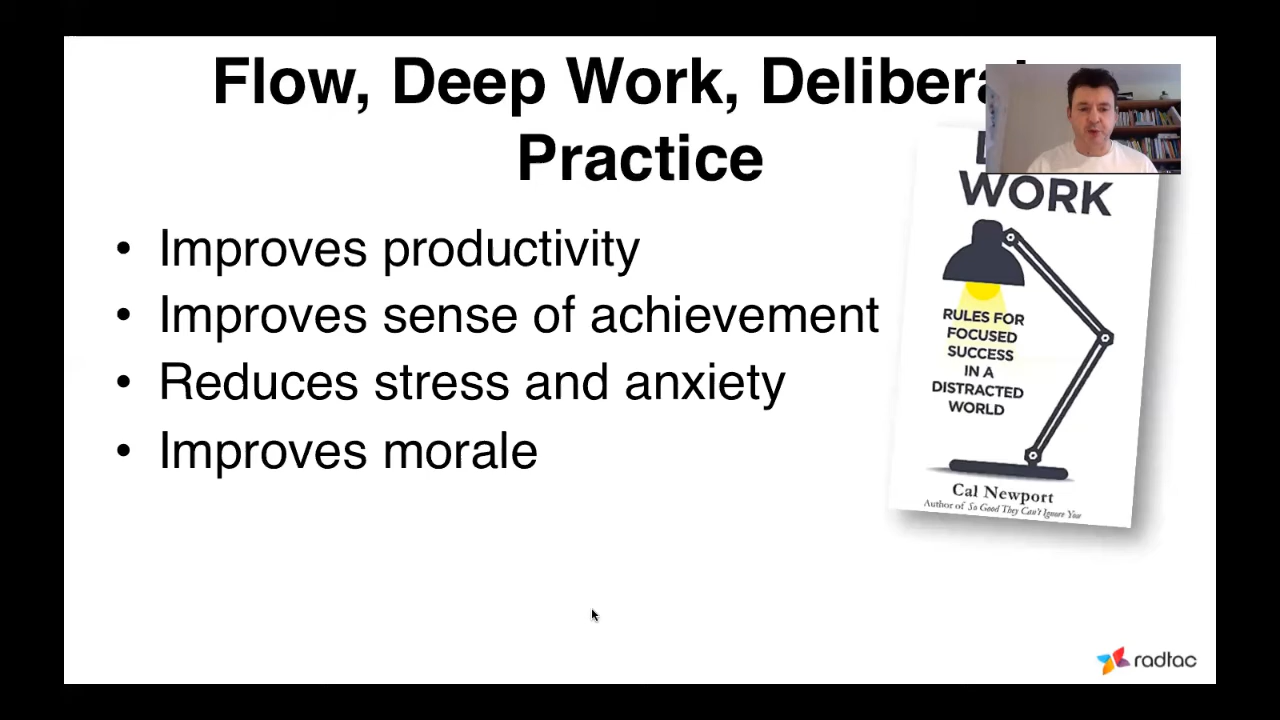 Flow, Deep Work, Delibera
Practice
WORK
• Improves productivity
• Improves sense of achievement
• Reduces stress and anxiety
• Improves morale
RULES FOR
FOCUSED
SUCCESS
IN A
DISTRACTED
WORLD
Cal Newport
Author of So Good They Can't Ignore You
radtac